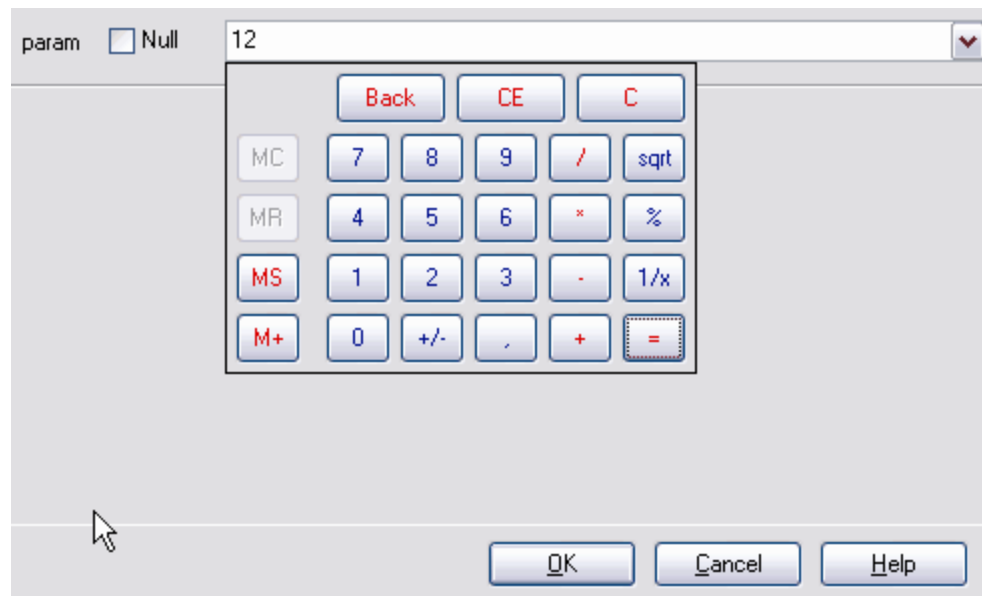 param Null 12
Back CE C
MC 7 8 9 / sqrt
MR 4 5 6 * %
MS 1 2 3 - 1/x
M+ 0 +/- , + =
OK Cancel Help